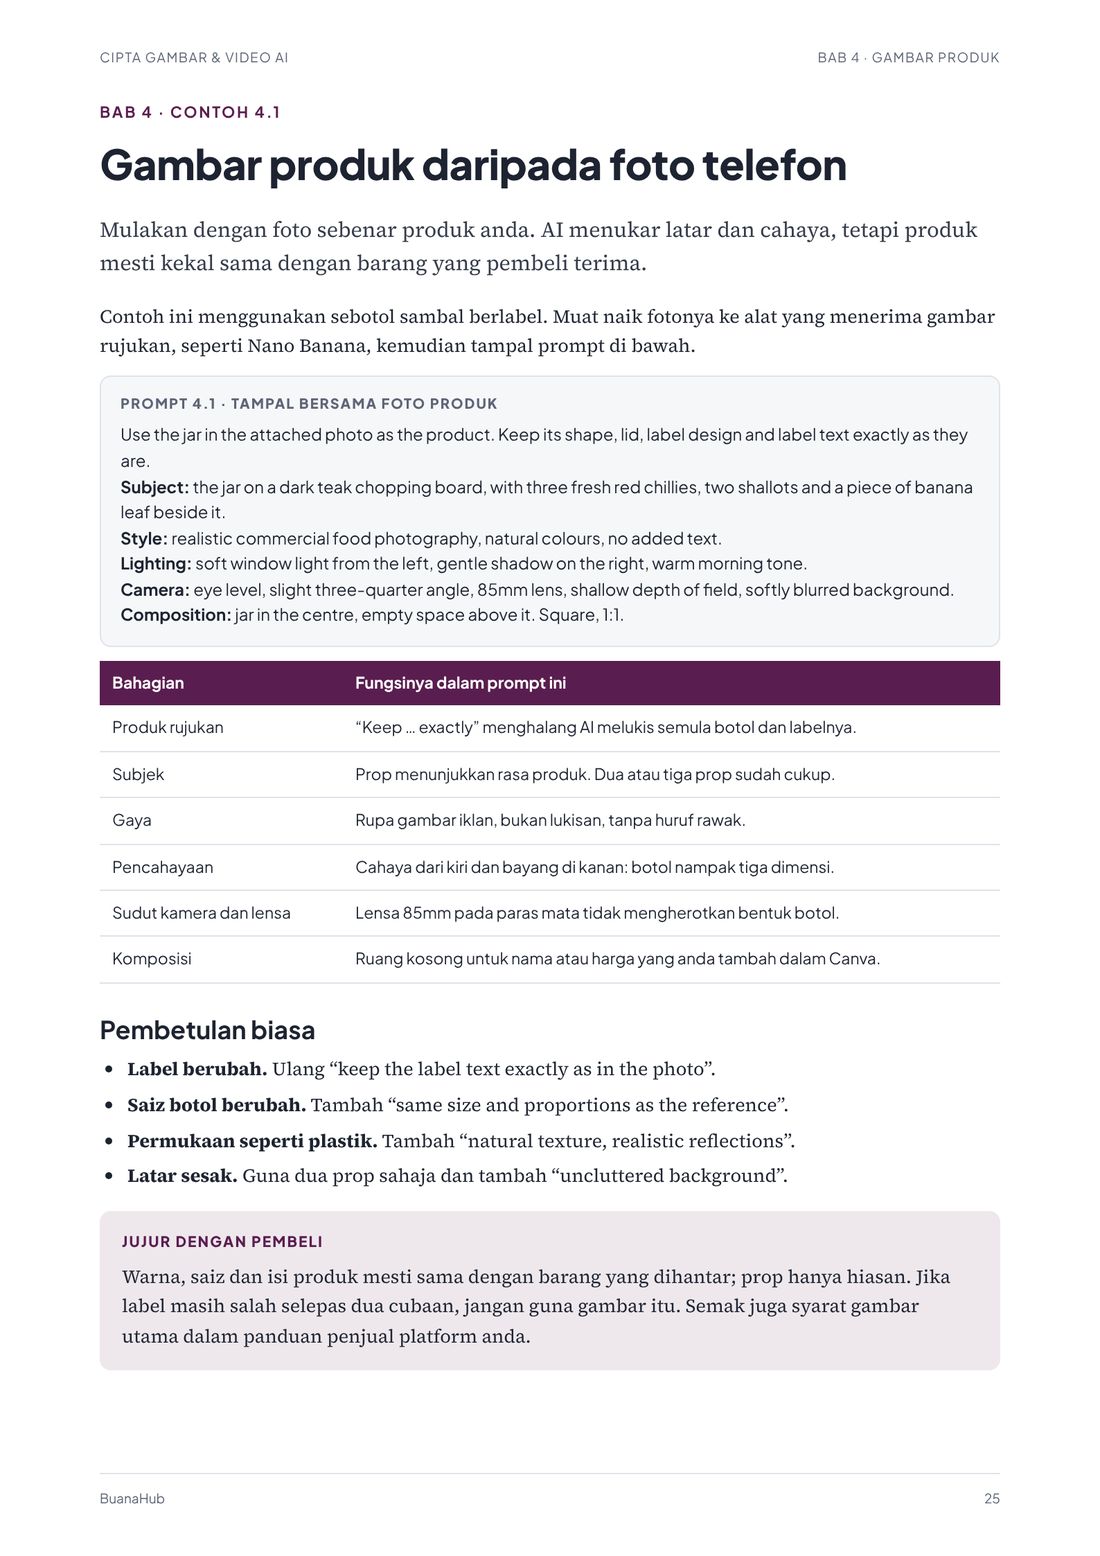 CIPTA GAMBAR & VIDEO AI
BAB 4 · GAMBAR PRODUK
BAB 4 · CONTOH 4.1
Gambar produk daripada foto telefon
Mulakan dengan foto sebenar produk anda. AI menukar latar dan cahaya, tetapi produk
mesti kekal sama dengan barang yang pembeli terima.
Contoh ini menggunakan sebotol sambal berlabel. Muat naik fotonya ke alat yang menerima gambar
rujukan, seperti Nano Banana, kemudian tampal prompt di bawah.
PROMPT 4.1 · TAMPAL BERSAMA FOTO PRODUK
Use the jar in the attached photo as the product. Keep its shape, lid, label design and label text exactly as they
are.
Subject: the jar on a dark teak chopping board, with three fresh red chillies, two shallots and a piece of banana
leaf beside it.
Style: realistic commercial food photography, natural colours, no added text.
Lighting: soft window light from the left, gentle shadow on the right, warm morning tone.
Camera: eye level, slight three-quarter angle, 85mm lens, shallow depth of field, softly blurred background.
Composition: jar in the centre, empty space above it. Square, 1:1.
Bahagian
Fungsinya dalam prompt ini
Produk rujukan
“Keep … exactly” menghalang AI melukis semula botol dan labelnya.
Subjek
Prop menunjukkan rasa produk. Dua atau tiga prop sudah cukup.
Gaya
Rupa gambar iklan, bukan lukisan, tanpa huruf rawak.
Pencahayaan
Cahaya dari kiri dan bayang di kanan: botol nampak tiga dimensi.
Sudut kamera dan lensa
Lensa 85mm pada paras mata tidak mengherotkan bentuk botol.
Komposisi
Ruang kosong untuk nama atau harga yang anda tambah dalam Canva.
Pembetulan biasa
• Label berubah. Ulang “keep the label text exactly as in the photo”.
• Saiz botol berubah. Tambah “same size and proportions as the reference”.
• Permukaan seperti plastik. Tambah “natural texture, realistic reflections”.
• Latar sesak. Guna dua prop sahaja dan tambah “uncluttered background”.
JUJUR DENGAN PEMBELI
Warna, saiz dan isi produk mesti sama dengan barang yang dihantar; prop hanya hiasan. Jika
label masih salah selepas dua cubaan, jangan guna gambar itu. Semak juga syarat gambar
utama dalam panduan penjual platform anda.
BuanaHub
25